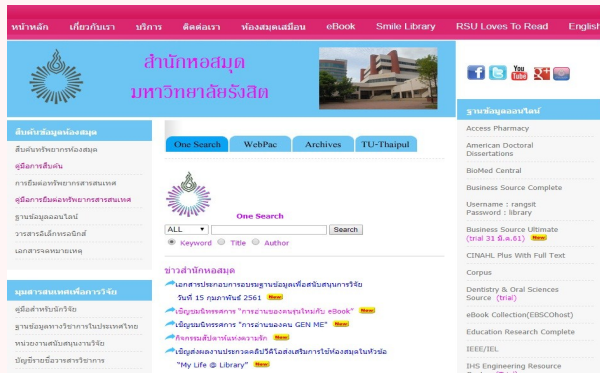 หน้าหลัก เกี่ยวกับเรา บริการ ติดต่อเรา ห้องสมุดเสมือน eBook Smile Library RSU Loves To Read English
สำนักหอสมุด
มหาวิทยาลัยรังสิต
สืบค้นข้อมูลห้องสมุด
สืบค้นทรัพยากรห้องสมุด
คู่มือการสืบค้น
การยืมต่อทรัพยากรสารสนเทศ
คู่มือการยืมต่อทรัพยากรสารสนเทศ
ฐานข้อมูลออนไลน์
วารสารอิเล็กทรอนิกส์
เอกสารจดหมายเหตุ
มุมสารสนเทศเพื่อการวิจัย
คู่มือสำหรับนักวิจัย
ฐานข้อมูลทางวิชาการในประเทศไทย
หน่วยงานสนับสนุนงานวิจัย
บัญชีรายชื่อวารสารวิชาการ
One Search WebPac Archives TU-Thaipul
One Search
ALL Search
Keyword Title Author
ข่าวสำนักหอสมุด
เอกสารประกอบการอบรมฐานข้อมูลเพื่อสนับสนุนการวิจัย
วันที่ 15 กุมภาพันธ์ 2561 New
เชิญชมนิทรรศการ "การอ่านของคนรุ่นใหม่กับ eBook" New
เชิญชมนิทรรศการ "การอ่านของคน GEN ME" New
กิจกรรมสัปดาห์แห่งความรัก New
เชิญส่งผลงานประกวดคลิปวิดีโอส่งเสริมการใช้ห้องสมุดในหัวข้อ
"My Life @ Library" New
You Tube
ฐานข้อมูลออนไลน์
Access Pharmacy
American Doctoral
Dissertations
BioMed Central
Business Source Complete
Username : rangsit
Password : library
Business Source Ultimate
(trial 31 มี.ค.61) New
CINAHL Plus With Full Text
Corpus
Dentistry & Oral Sciences
Source (trial)
eBook Collection(EBSCOhost)
Education Research Complete
IEEE/IEL
IHS Engineering Resource